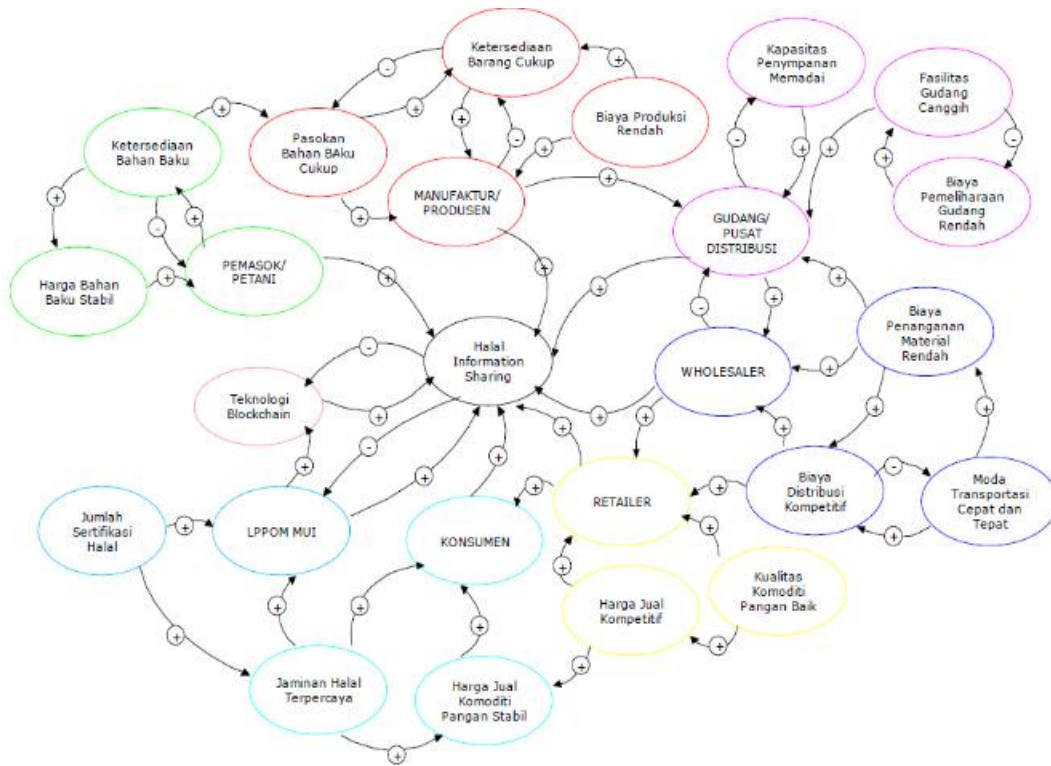 Ketersediaan
Barang Cukup
Kapasitas
Penympanan
Memadai
Fasilitas
Gudang
Canggih
Ketersediaan
Bahan Baku
Pasokan
Bahan BAku
Cukup
Biaya Produksi
Rendah
MANUFAKTUR/
PRODUSEN
GUDANG/
PUSAT
DISTRIBUSI
Biaya
Pemeliharaan
Gudang
Rendah
Harga Bahan
Baku Stabil
PEMASOK/
PETANI
Halal
Information
Sharing
WHOLESALER
Biaya
Penanganan
Material
Rendah
Teknologi
Blockchain
Jumlah
Sertifikasi
Halal
LPPOM MUI
KONSUMEN
RETAILER
Biaya
Distribusi
Kompetitif
Moda
Transportasi
Cepat dan
Tepat
Harga Jual
Kompetitif
Kualitas
Komoditi
Pangan Baik
Jaminan Halal
Terpercaya
Harga Jual
Komoditi
Pangan Stabil